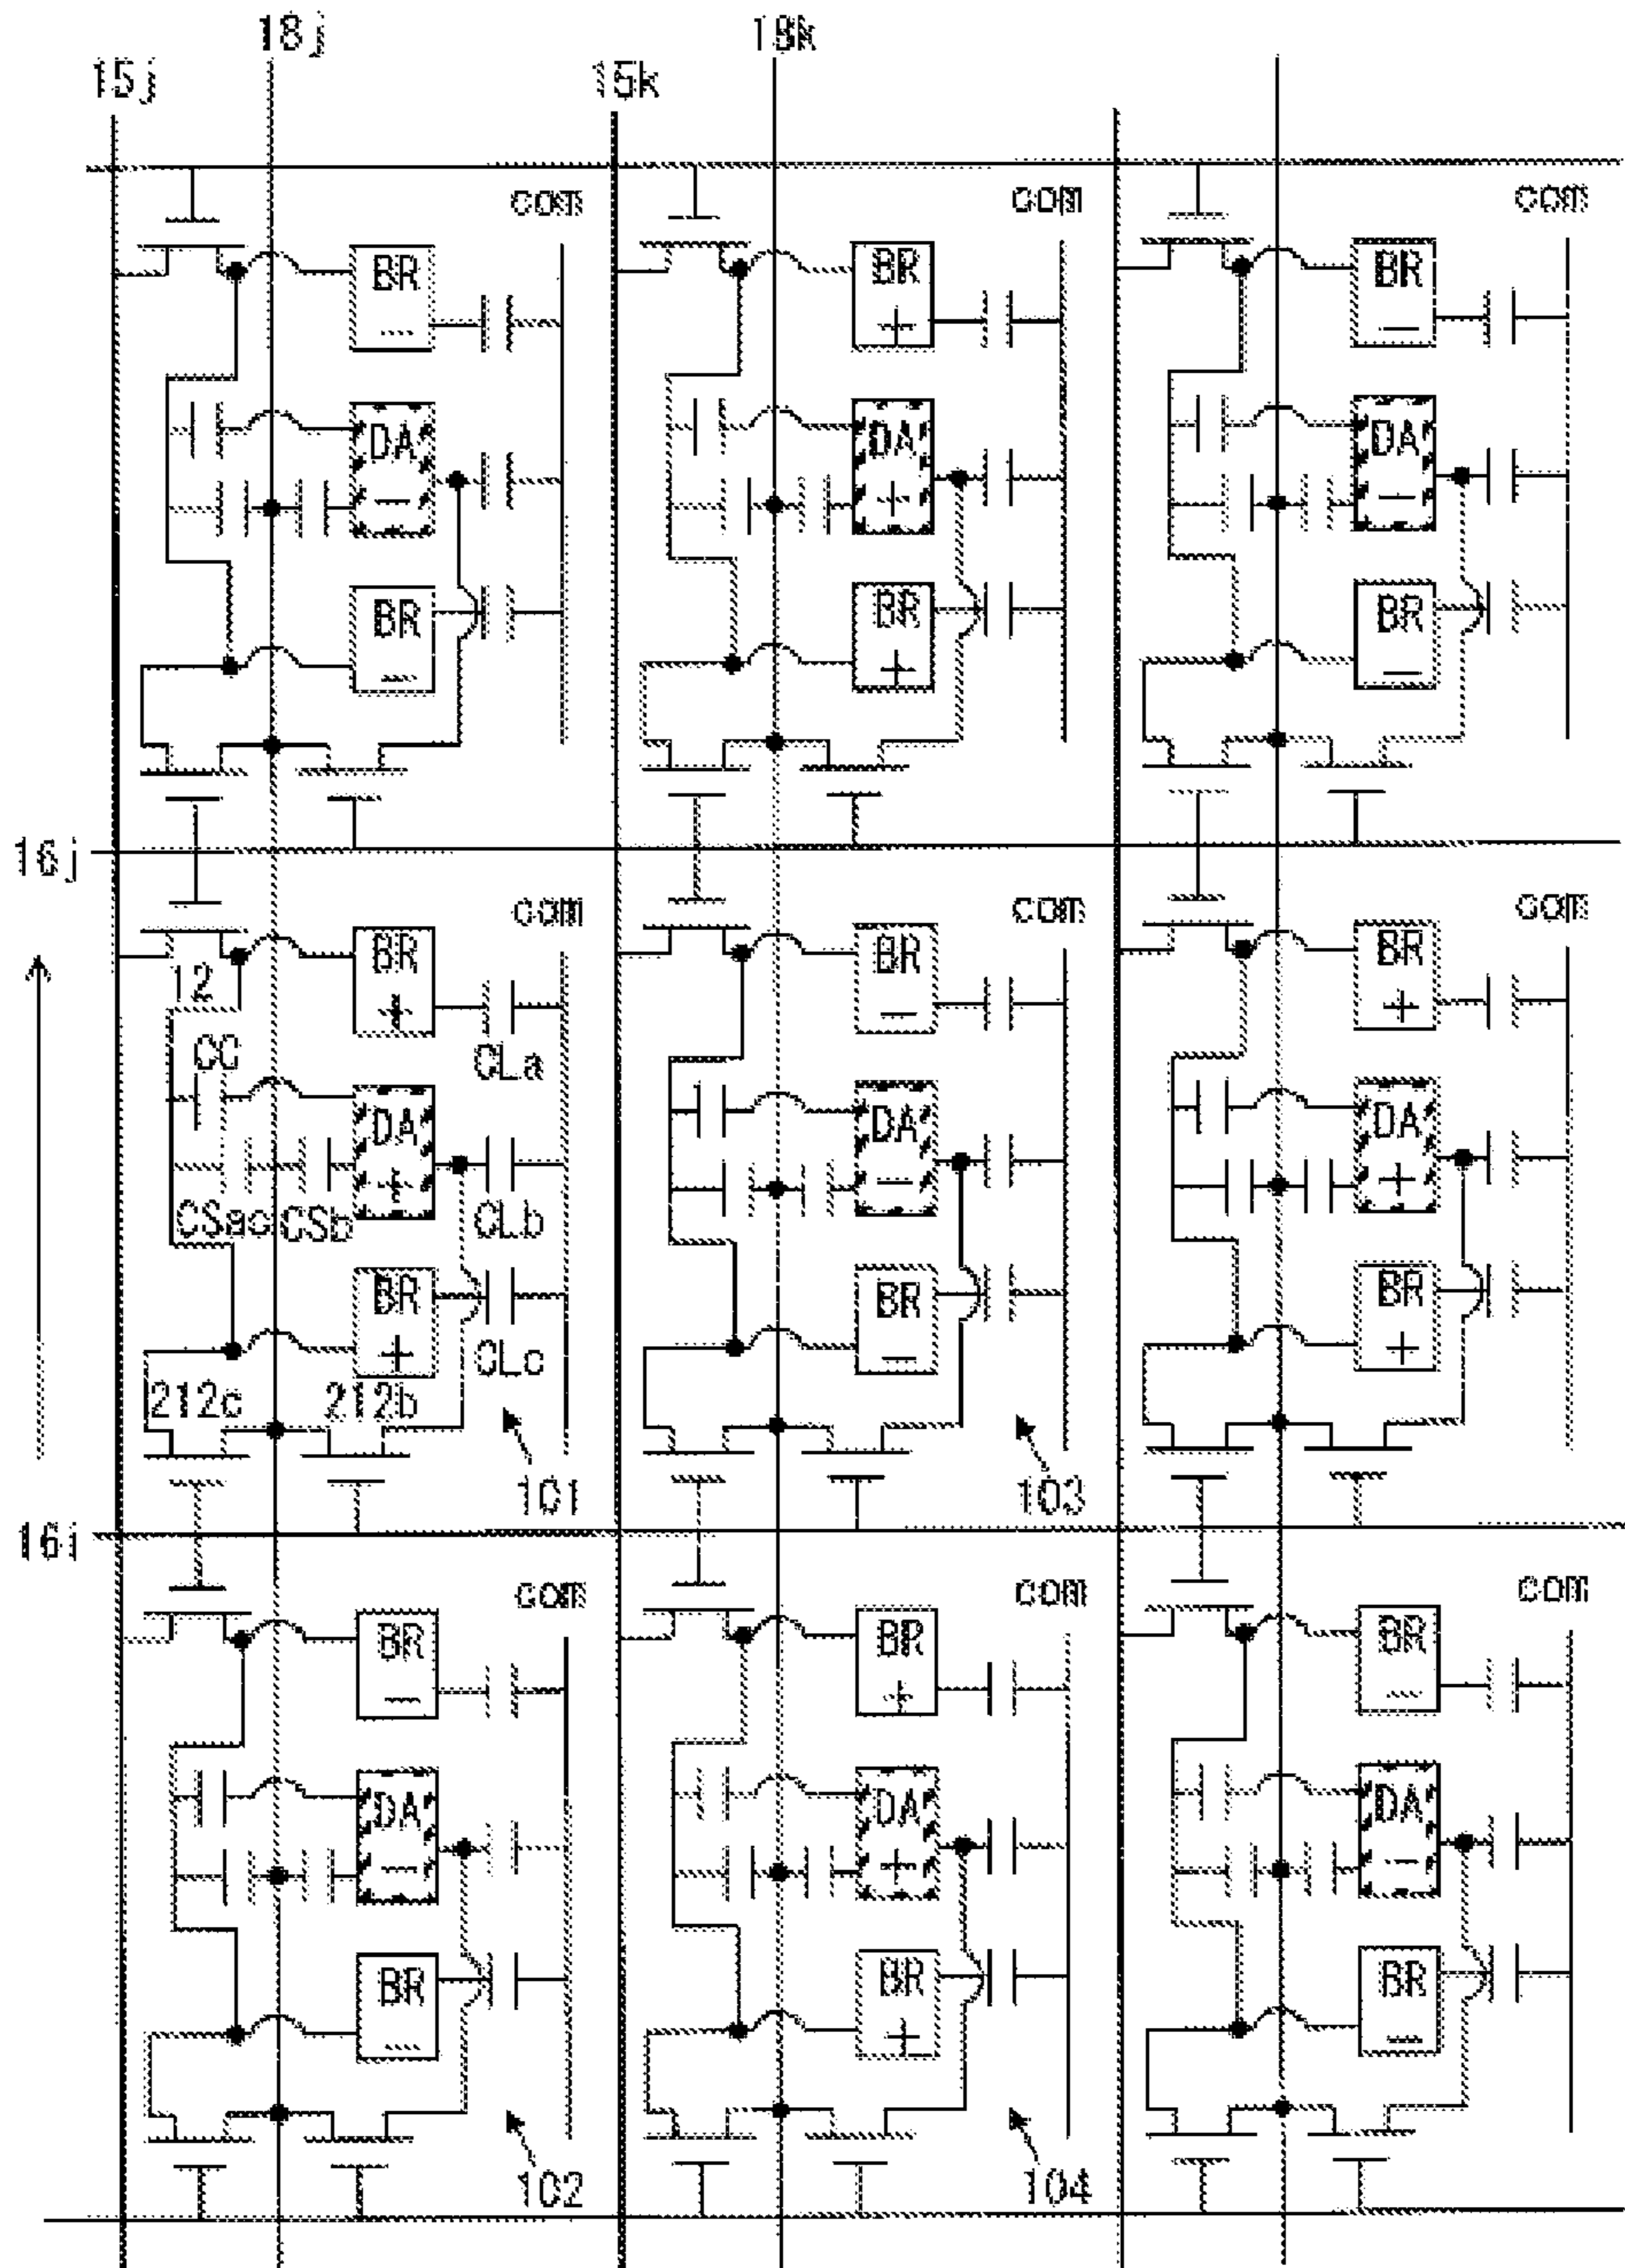 18j 18k
15j 15k
com com com
BR − BR + BR −
DA − DA + DA −
BR − BR + BR −
16j
com com com
12 BR + BR − BR +
CC CLa
DA + DA − DA +
CSac CSb CLb
BR + BR − BR +
CLc
212c 212b
101 103
16i
com com com
BR − BR + BR −
DA − DA + DA −
BR − BR + BR −
102 104